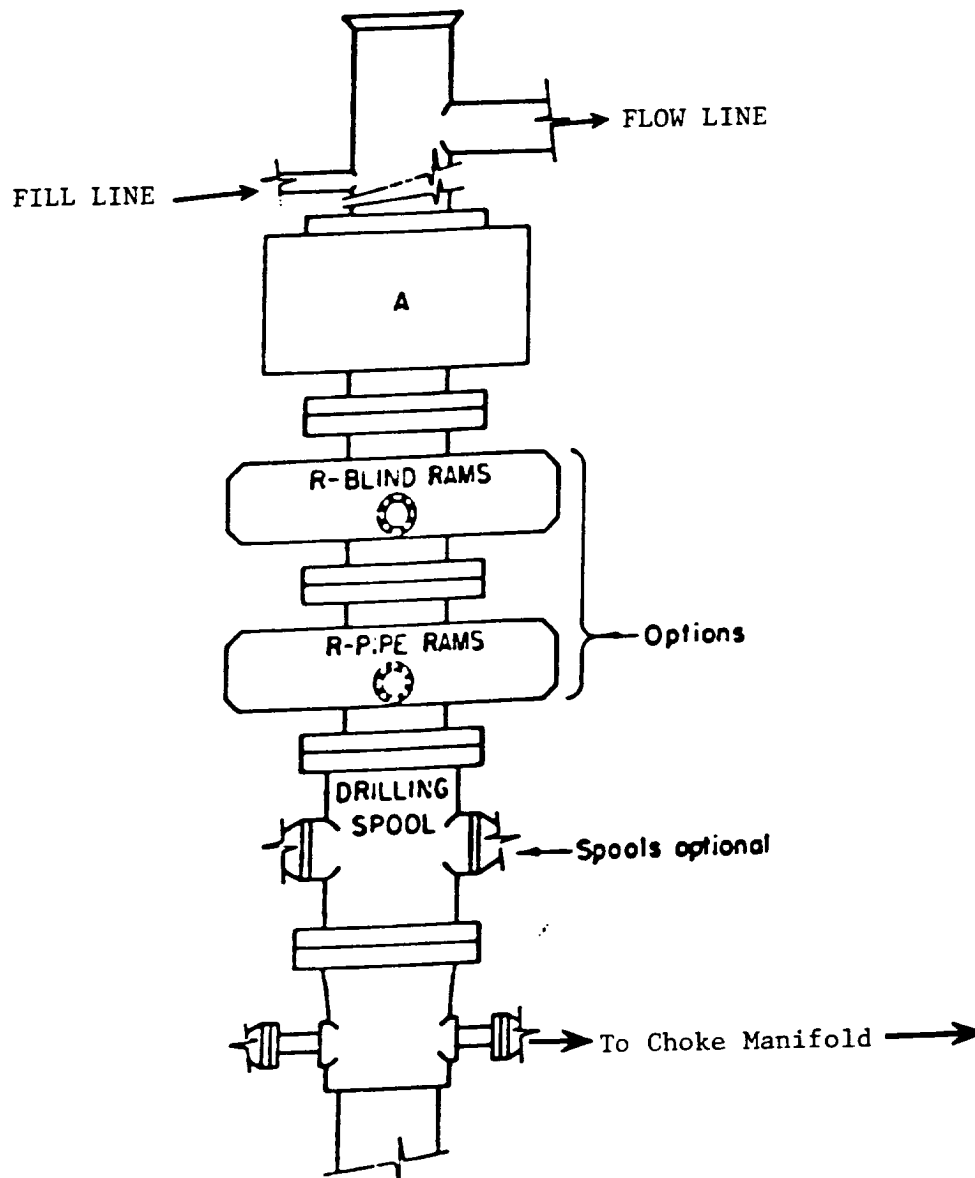 FLOW LINE
FILL LINE
A
R-BLIND RAMS
R-PIPE RAMS
Options
DRILLING
SPOOL
Spools optional
To Choke Manifold